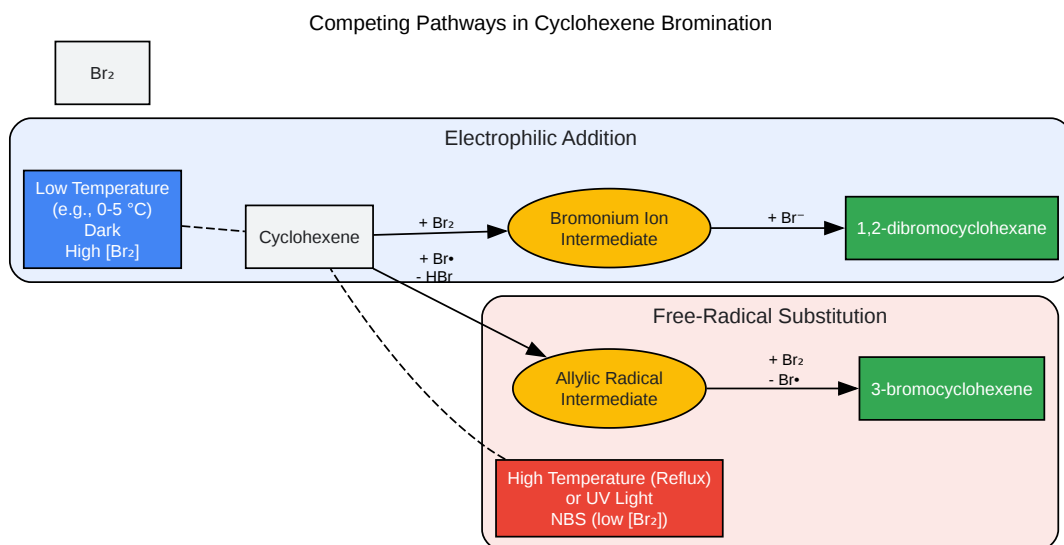 Competing Pathways in Cyclohexene Bromination
Br₂
Electrophilic Addition
Low Temperature
(e.g., 0-5 °C)
Dark
High [Br₂]
Cyclohexene
+ Br₂
Bromonium Ion
Intermediate
+ Br⁻
1,2-dibromocyclohexane
+ Br•
- HBr
Free-Radical Substitution
Allylic Radical
Intermediate
+ Br₂
- Br•
3-bromocyclohexene
High Temperature (Reflux)
or UV Light
NBS (low [Br₂])